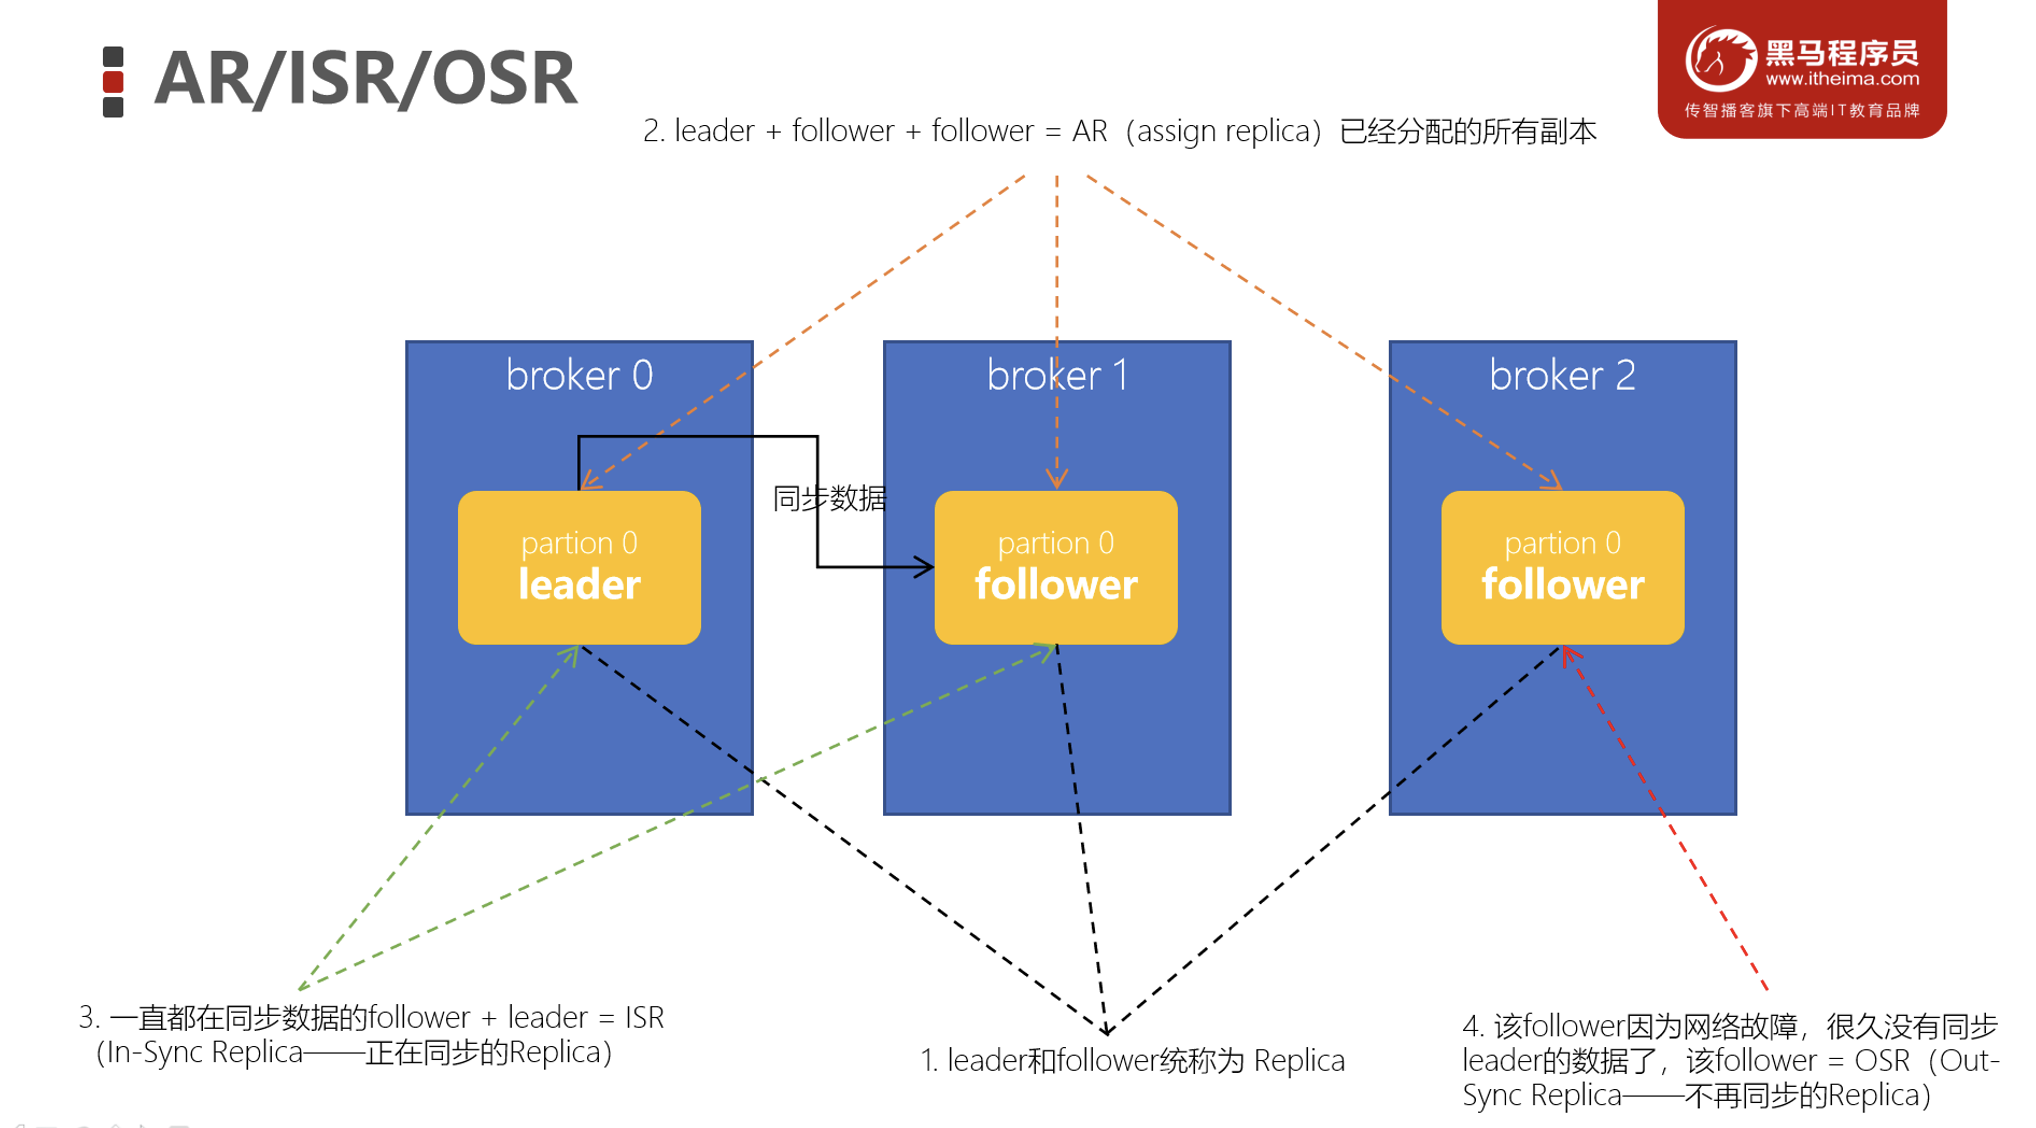 AR/ISR/OSR
黑马程序员
www.itheima.com
传智播客旗下高端IT教育品牌
2. leader + follower + follower = AR（assign replica）已经分配的所有副本
broker 0
broker 1
broker 2
同步数据
partion 0
leader
partion 0
follower
partion 0
follower
3. 一直都在同步数据的follower + leader = ISR
（In-Sync Replica——正在同步的Replica）
1. leader和follower统称为 Replica
4. 该follower因为网络故障，很久没有同步
leader的数据了，该follower = OSR（Out-
Sync Replica——不再同步的Replica）